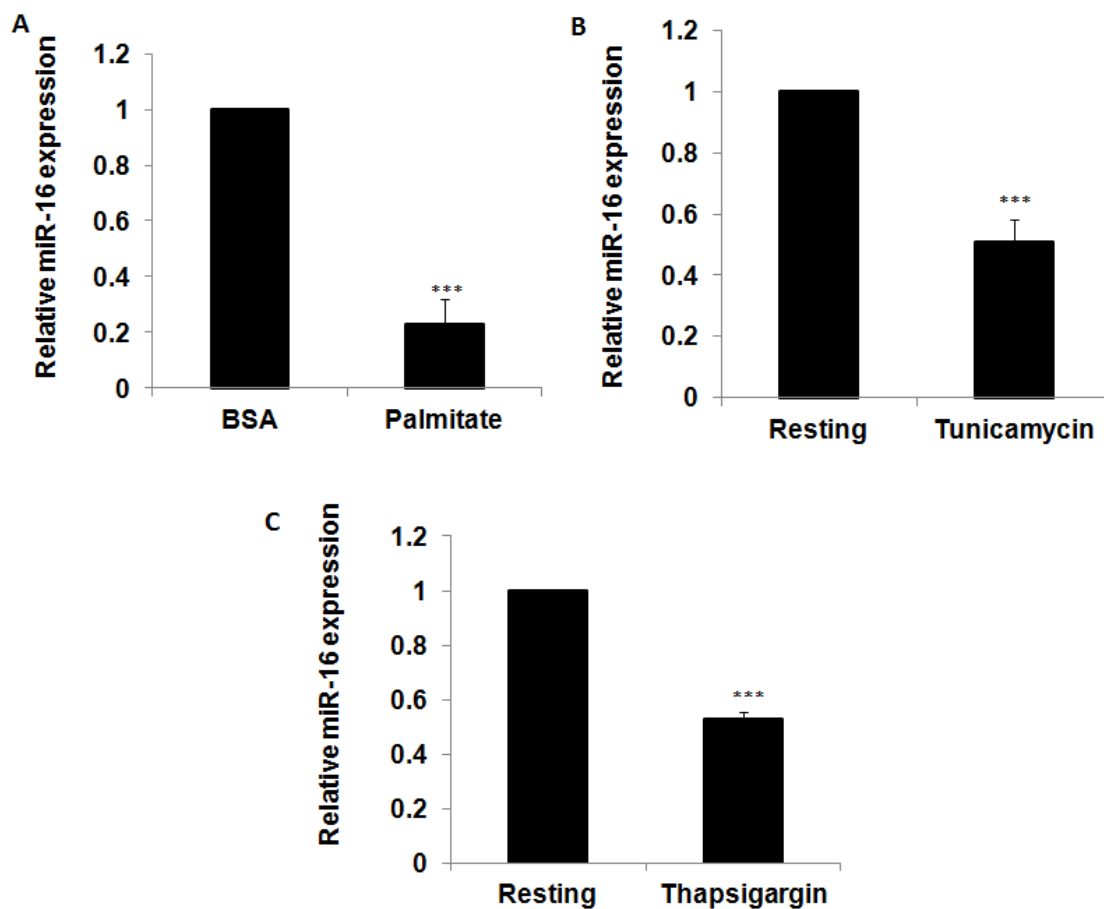 A
Relative miR-16 expression
1.2
1
0.8
0.6
0.4
0.2
0
***
BSA
Palmitate
B
Relative miR-16 expression
1.2
1
0.8
0.6
0.4
0.2
0
***
Resting
Tunicamycin
C
Relative miR-16 expression
1.2
1
0.8
0.6
0.4
0.2
0
***
Resting
Thapsigargin